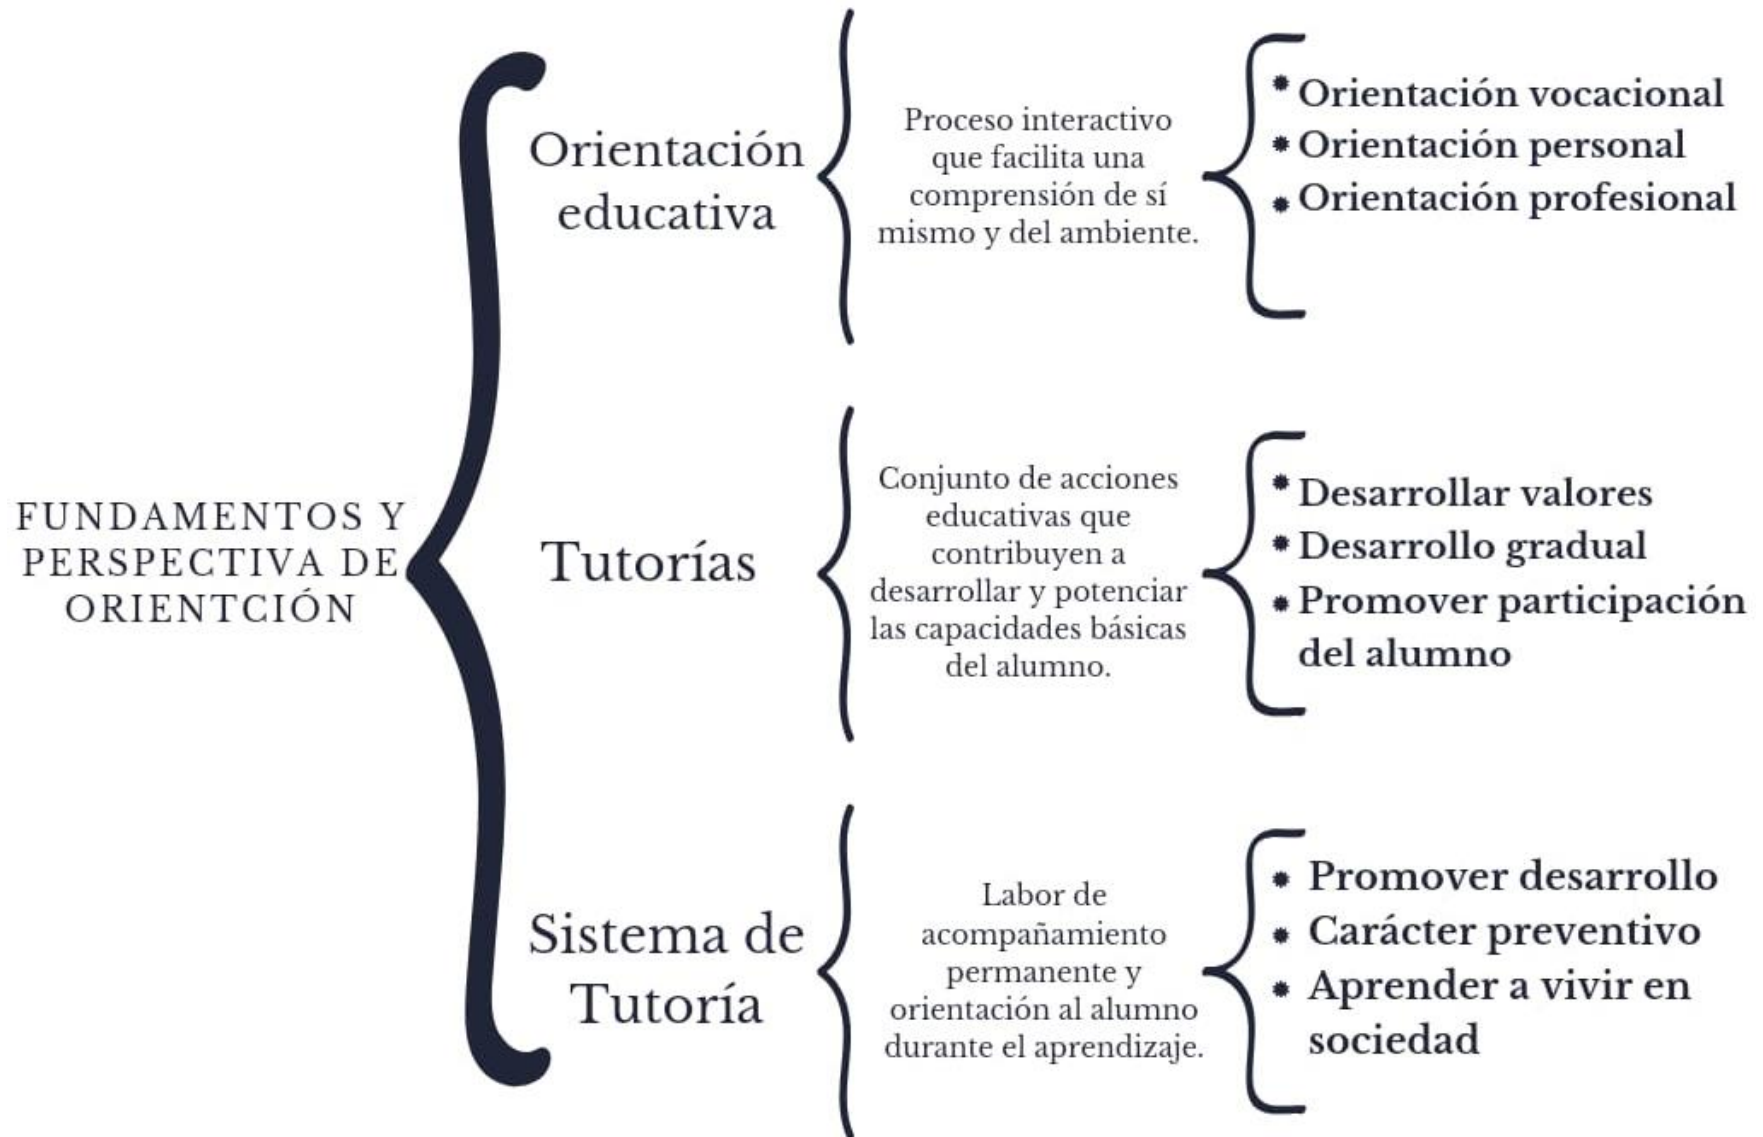 FUNDAMENTOS Y
PERSPECTIVA DE
ORIENTCIÓN
Orientación
educativa
Proceso interactivo
que facilita una
comprensión de sí
mismo y del ambiente.
Orientación vocacional
Orientación personal
Orientación profesional
Tutorías
Conjunto de acciones
educativas que
contribuyen a
desarrollar y potenciar
las capacidades básicas
del alumno.
Desarrollar valores
Desarrollo gradual
Promover participación
del alumno
Sistema de
Tutoría
Labor de
acompañamiento
permanente y
orientación al alumno
durante el aprendizaje.
Promover desarrollo
Carácter preventivo
Aprender a vivir en
sociedad